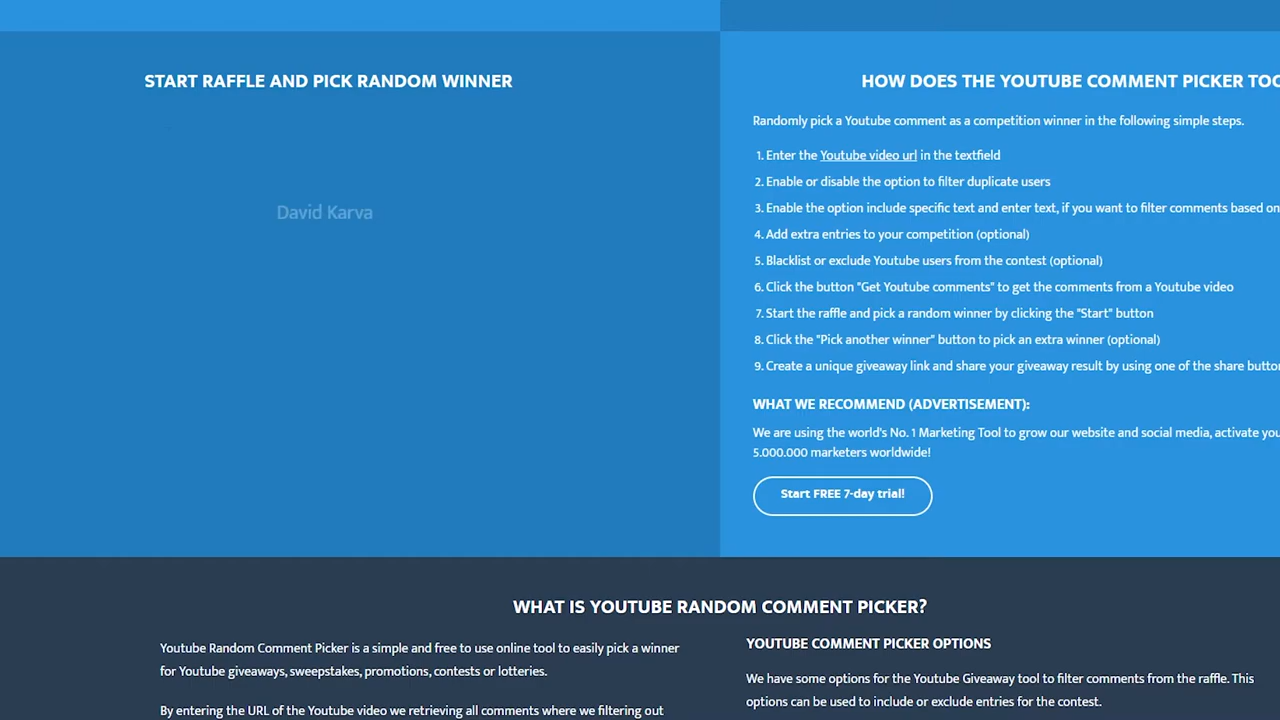 START RAFFLE AND PICK RANDOM WINNER
David Karva
HOW DOES THE YOUTUBE COMMENT PICKER TOO
Randomly pick a Youtube comment as a competition winner in the following simple steps.
1. Enter the Youtube video url in the textfield
2. Enable or disable the option to filter duplicate users
3. Enable the option include specific text and enter text, if you want to filter comments based on
4. Add extra entries to your competition (optional)
5. Blacklist or exclude Youtube users from the contest (optional)
6. Click the button "Get Youtube comments" to get the comments from a Youtube video
7. Start the raffle and pick a random winner by clicking the "Start" button
8. Click the "Pick another winner" button to pick an extra winner (optional)
9. Create a unique giveaway link and share your giveaway result by using one of the share button
WHAT WE RECOMMEND (ADVERTISEMENT):
We are using the world's No. 1 Marketing Tool to grow our website and social media, activate you
5.000.000 marketers worldwide!
Start FREE 7-day trial!
WHAT IS YOUTUBE RANDOM COMMENT PICKER?
Youtube Random Comment Picker is a simple and free to use online tool to easily pick a winner
for Youtube giveaways, sweepstakes, promotions, contests or lotteries.
By entering the URL of the Youtube video we retrieving all comments where we filtering out
YOUTUBE COMMENT PICKER OPTIONS
We have some options for the Youtube Giveaway tool to filter comments from the raffle. This
options can be used to include or exclude entries for the contest.